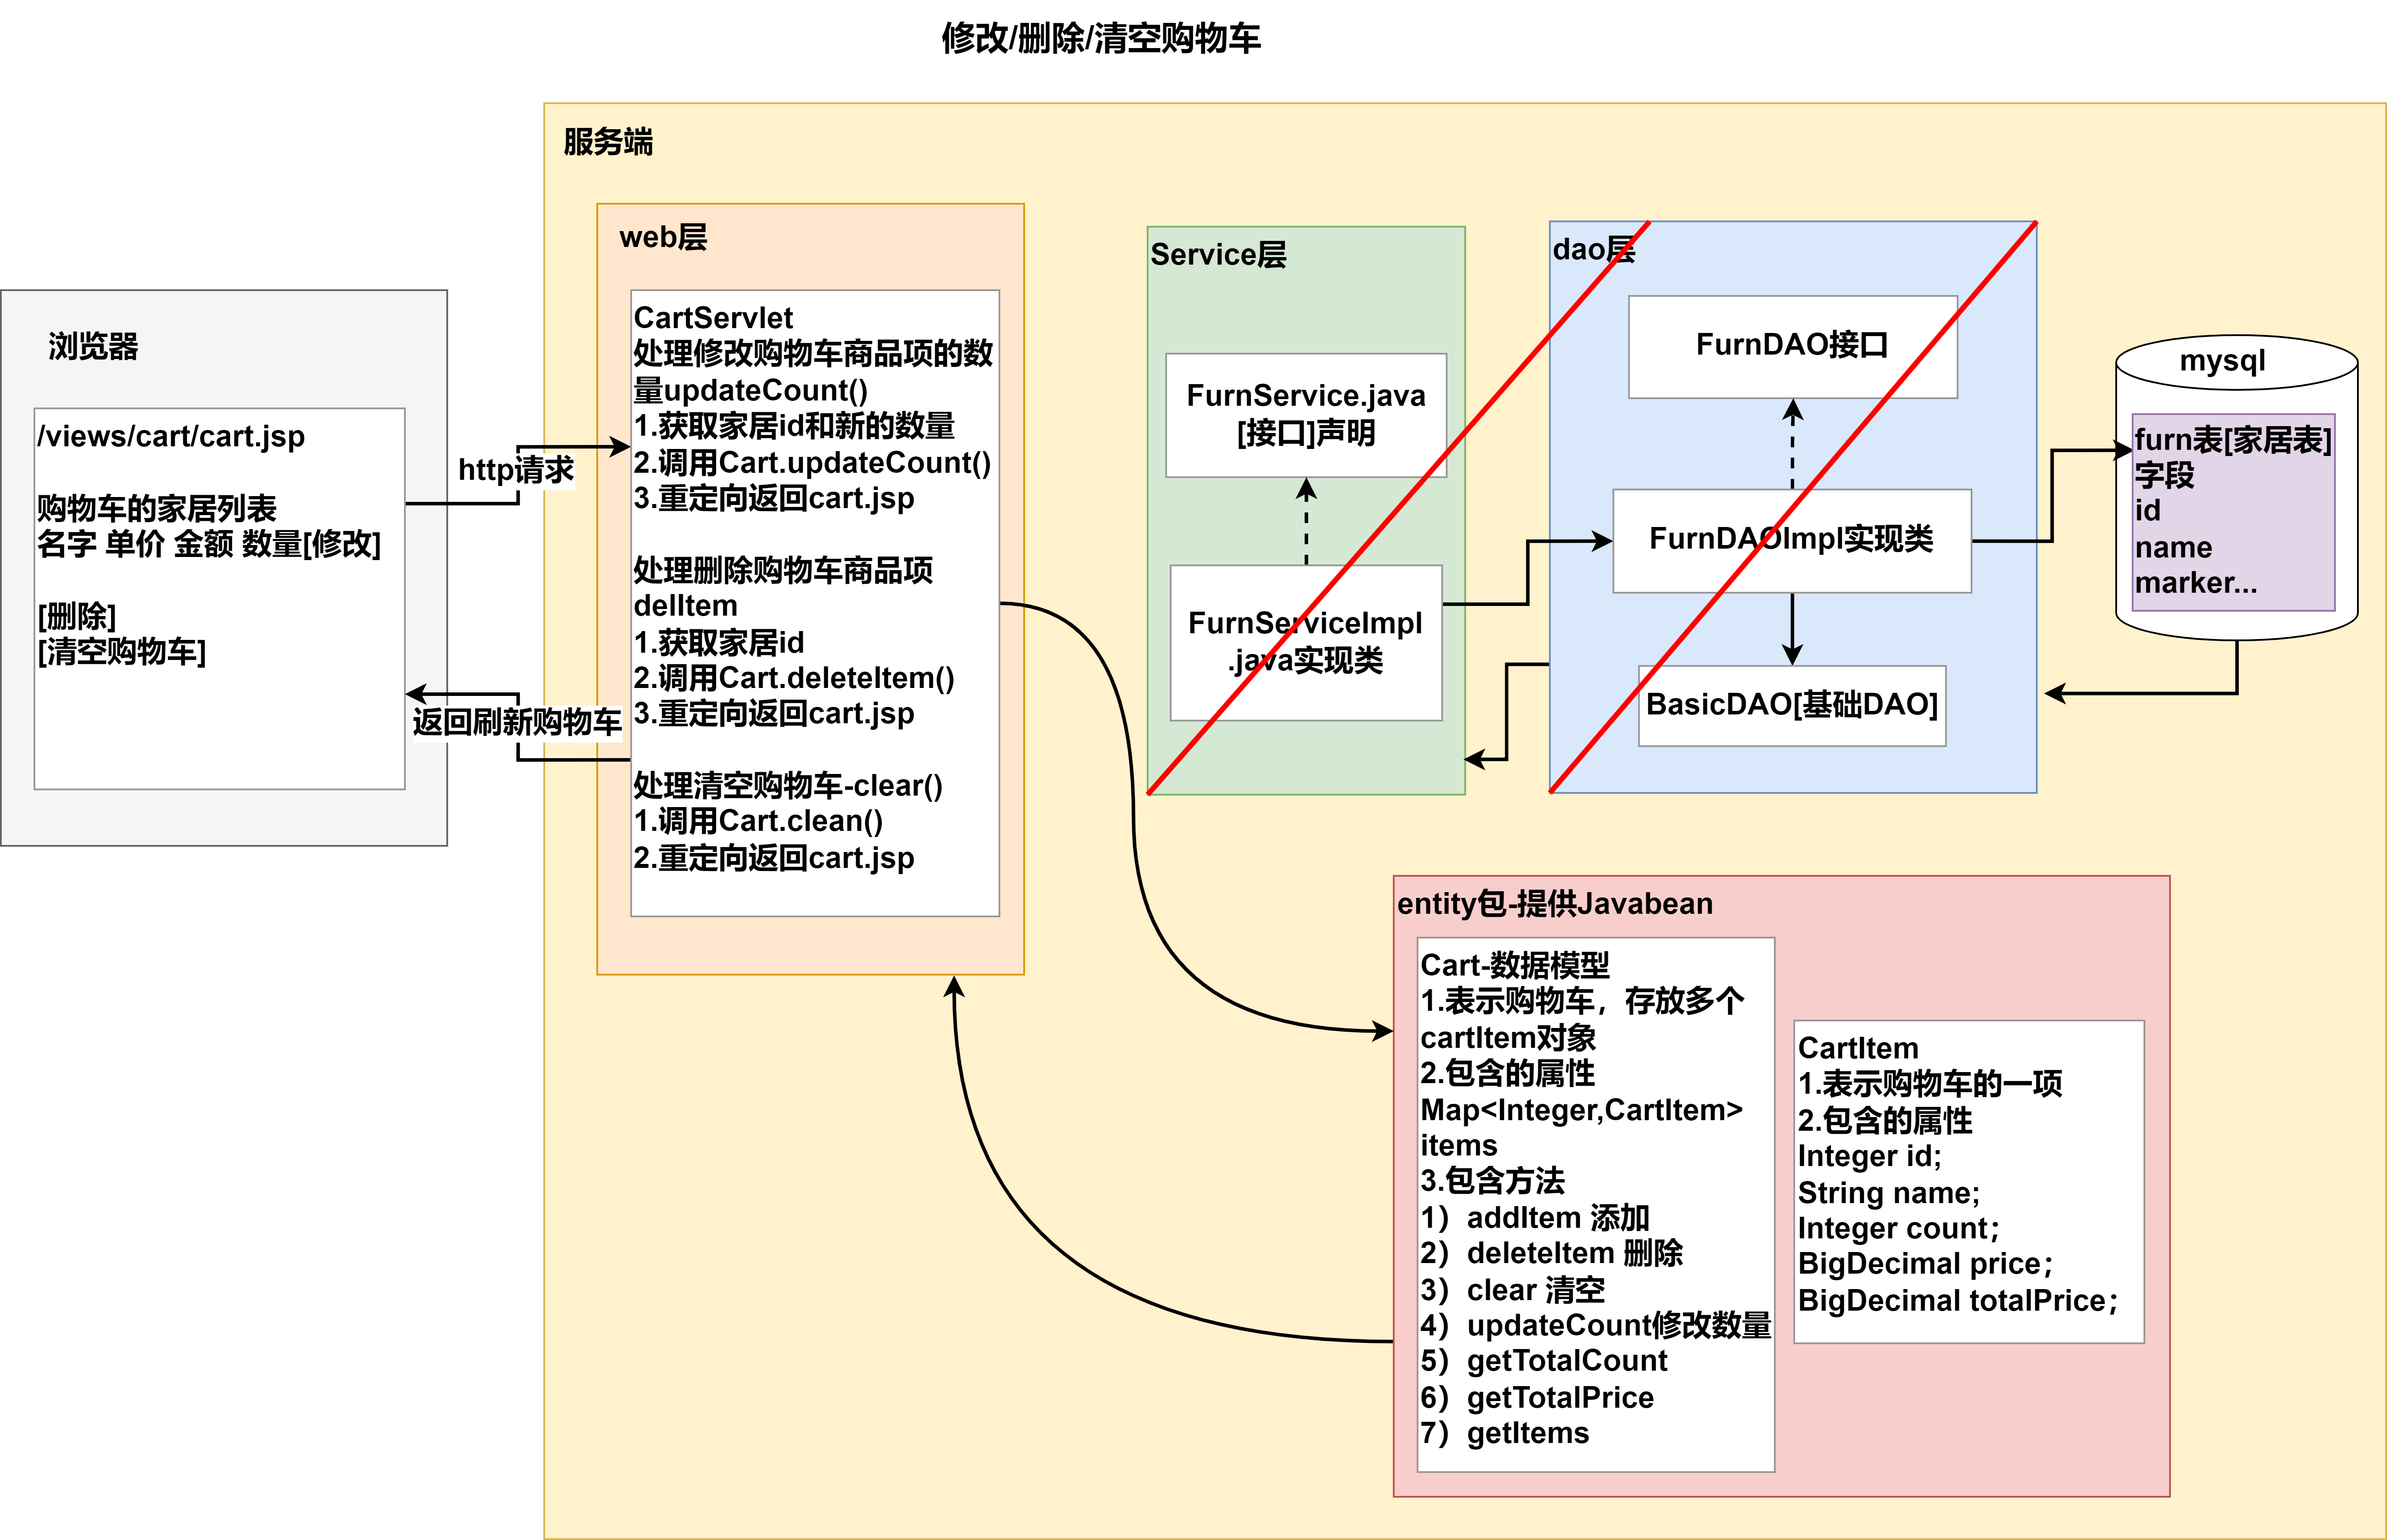 修改/删除/清空购物车
服务端
浏览器
/views/cart/cart.jsp
购物车的家居列表
名字 单价 金额 数量[修改]
[删除]
[清空购物车]
http请求
返回刷新购物车
web层
CartServlet
处理修改购物车商品项的数
量updateCount()
1.获取家居id和新的数量
2.调用Cart.updateCount()
3.重定向返回cart.jsp
处理删除购物车商品项
delItem
1.获取家居id
2.调用Cart.deleteItem()
3.重定向返回cart.jsp
处理清空购物车-clear()
1.调用Cart.clean()
2.重定向返回cart.jsp
Service层
FurnService.java
[接口]声明
FurnServiceImpl
.java实现类
dao层
FurnDAO接口
FurnDAOImpl实现类
BasicDAO[基础DAO]
mysql
furn表[家居表]
字段
id
name
marker...
entity包-提供Javabean
Cart-数据模型
1.表示购物车，存放多个
cartItem对象
2.包含的属性
Map<Integer,CartItem>
items
3.包含方法
1）addItem 添加
2）deleteItem 删除
3）clear 清空
4）updateCount修改数量
5）getTotalCount
6）getTotalPrice
7）getItems
CartItem
1.表示购物车的一项
2.包含的属性
Integer id;
String name;
Integer count；
BigDecimal price；
BigDecimal totalPrice；